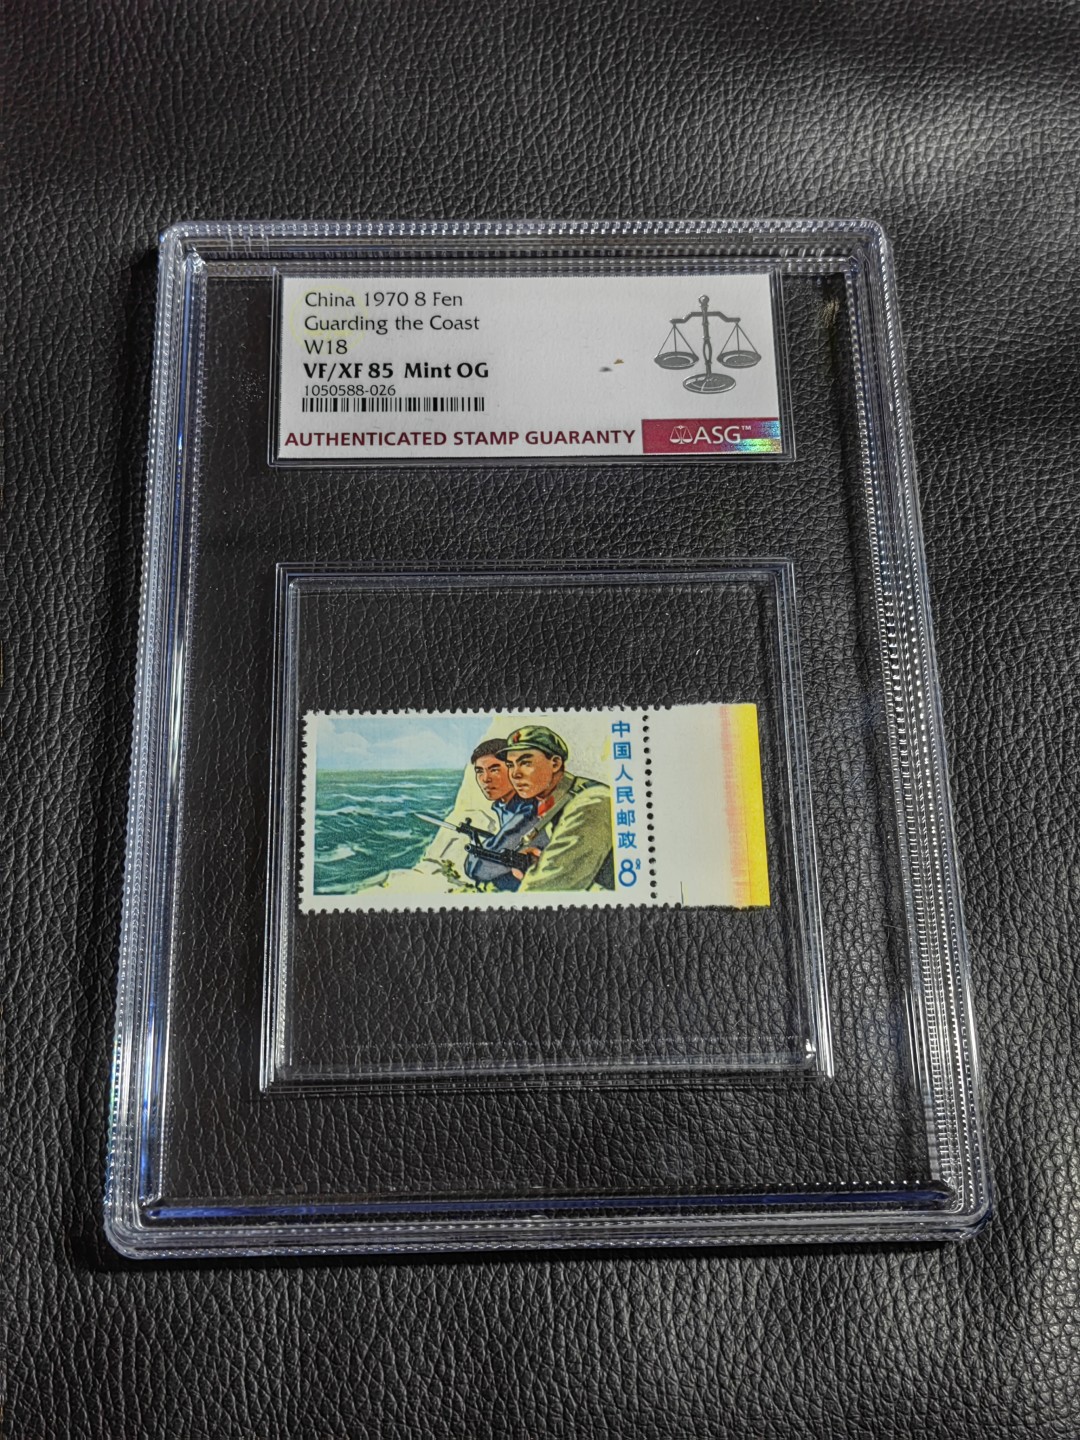 China 1970 8 Fen
Guarding the Coast
W18
VF/XF 85 Mint OG
1050588-026
AUTHENTICATED STAMP GUARANTY
ASG™
中国人民邮政
8分